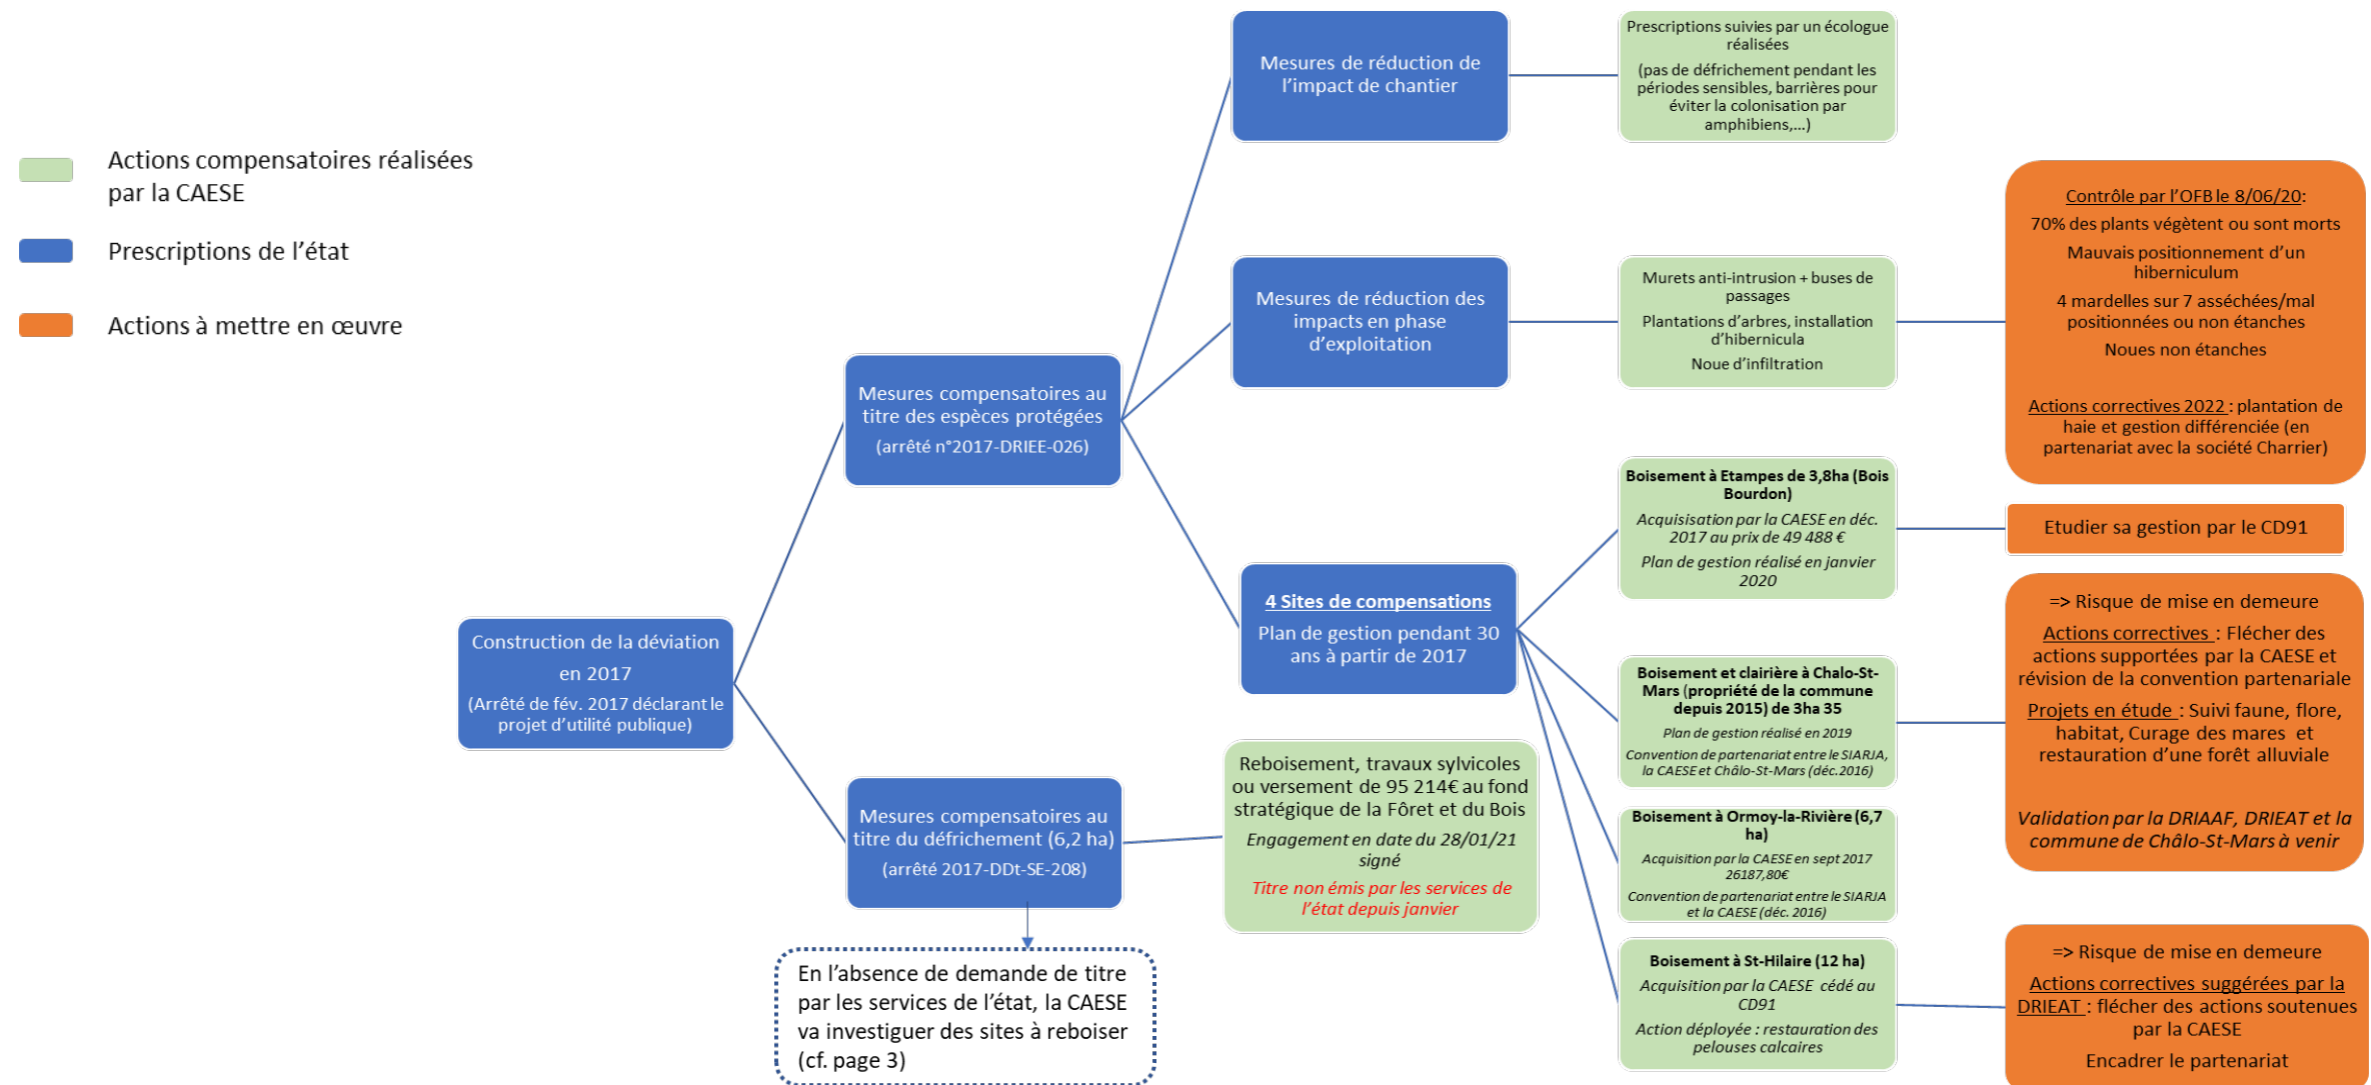 Actions compensatoires réalisées
par la CAESE
Prescriptions de l'état
Actions à mettre en œuvre
Construction de la déviation
en 2017
(Arrêté de fév. 2017 déclarant le
projet d'utilité publique)
Mesures compensatoires au
titre des espèces protégées
(arrêté n°2017-DRIEE-026)
Mesures compensatoires au
titre du défrichement (6,2 ha)
(arrêté 2017-DDt-SE-208)
En l'absence de demande de titre
par les services de l'état, la CAESE
va investiguer des sites à reboiser
(cf. page 3)
Mesures de réduction de
l'impact de chantier
Mesures de réduction des
impacts en phase
d'exploitation
4 Sites de compensations
Plan de gestion pendant 30
ans à partir de 2017
Reboisement, travaux sylvicoles
ou versement de 95 214€ au fond
stratégique de la Fôret et du Bois
Engagement en date du 28/01/21
signé
Titre non émis par les services de
l'état depuis janvier
Prescriptions suivies par un écologue
réalisées
(pas de défrichement pendant les
périodes sensibles, barrières pour
éviter la colonisation par
amphibiens,...)
Murets anti-intrusion + buses de
passages
Plantations d'arbres, installation
d'hibernicula
Noue d'infiltration
Boisement à Etampes de 3,8ha (Bois
Bourdon)
Acquisisation par la CAESE en déc.
2017 au prix de 49 488 €
Plan de gestion réalisé en janvier
2020
Boisement et clairière à Chalo-St-
Mars (propriété de la commune
depuis 2015) de 3ha 35
Plan de gestion réalisé en 2019
Convention de partenariat entre le SIARJA,
la CAESE et Châlo-St-Mars (déc.2016)
Boisement à Ormoy-la-Rivière (6,7
ha)
Acquisition par la CAESE en sept 2017
26187,80€
Convention de partenariat entre le SIARJA
et la CAESE (déc. 2016)
Boisement à St-Hilaire (12 ha)
Acquisition par la CAESE cédé au
CD91
Action déployée : restauration des
pelouses calcaires
Contrôle par l'OFB le 8/06/20:
70% des plants végètent ou sont morts
Mauvais positionnement d'un
hiberniculum
4 mardelles sur 7 asséchées/mal
positionnées ou non étanches
Noues non étanches
Actions correctives 2022 : plantation de
haie et gestion différenciée (en
partenariat avec la société Charrier)
Etudier sa gestion par le CD91
=> Risque de mise en demeure
Actions correctives : Flécher des
actions supportées par la CAESE et
révision de la convention partenariale
Projets en étude : Suivi faune, flore,
habitat, Curage des mares et
restauration d'une forêt alluviale
Validation par la DRIAAF, DRIEAT et la
commune de Châlo-St-Mars à venir
=> Risque de mise en demeure
Actions correctives suggérées par la
DRIEAT : flécher des actions soutenues
par la CAESE
Encadrer le partenariat